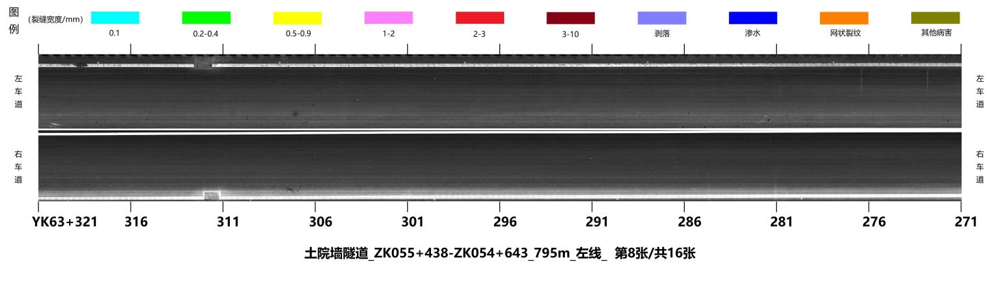 图例
(裂缝宽度/mm)
0.1 0.2-0.4 0.5-0.9 1-2 2-3 3-10 剥落 渗水 网状裂纹 其他病害
左车道 左车道
右车道 右车道
YK63+321 316 311 306 301 296 291 286 281 276 271
土院墙隧道_ZK055+438-ZK054+643_795m_左线_ 第8张/共16张